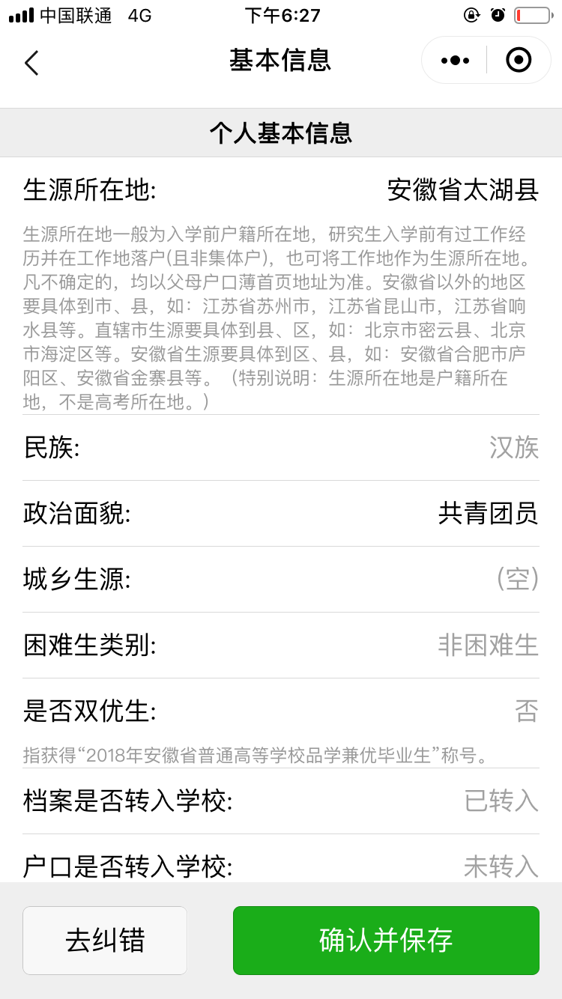 中国联通 4G 下午6:27
基本信息
个人基本信息
生源所在地: 安徽省太湖县
生源所在地一般为入学前户籍所在地，研究生入学前有过工作经
历并在工作地落户(且非集体户)，也可将工作地作为生源所在地。
凡不确定的，均以父母户口薄首页地址为准。安徽省以外的地区
要具体到市、县，如：江苏省苏州市，江苏省昆山市，江苏省响
水县等。直辖市生源要具体到县、区，如：北京市密云县、北京
市海淀区等。安徽省生源要具体到区、县，如：安徽省合肥市庐
阳区、安徽省金寨县等。（特别说明：生源所在地是户籍所在
地，不是高考所在地。）
民族: 汉族
政治面貌: 共青团员
城乡生源: (空)
困难生类别: 非困难生
是否双优生: 否
指获得“2018年安徽省普通高等学校品学兼优毕业生”称号。
档案是否转入学校: 已转入
户口是否转入学校: 未转入
去纠错 确认并保存